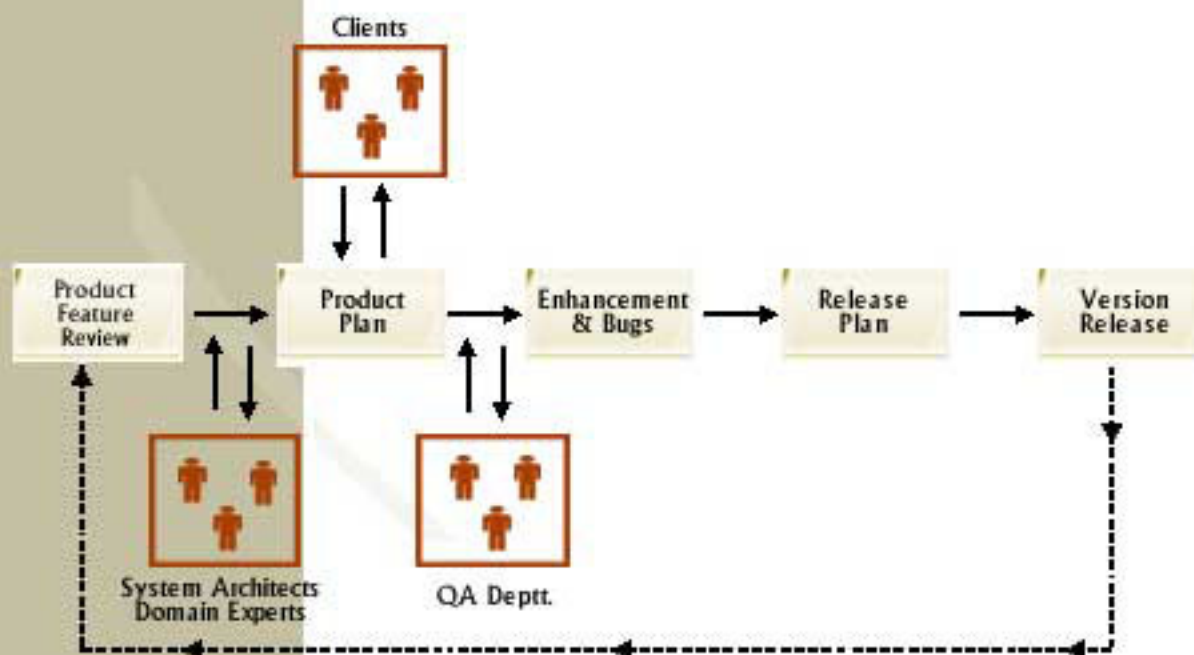 Clients
Product
Feature
Review
Product
Plan
Enhancement
& Bugs
Release
Plan
Version
Release
System Architects
Domain Experts
QA Deptt.